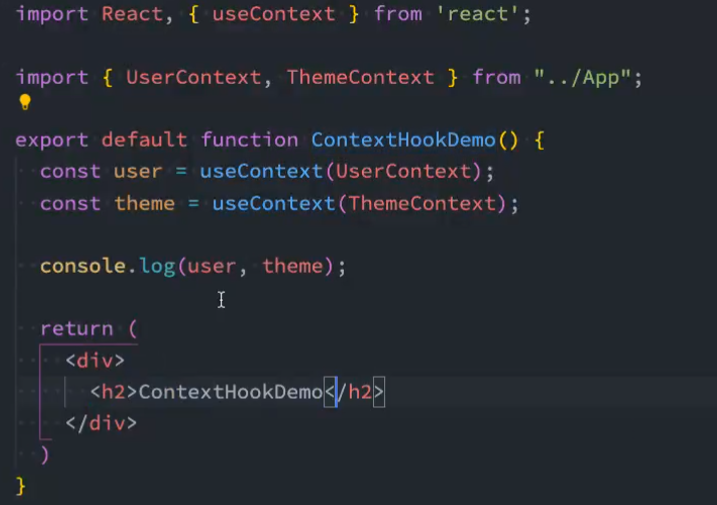 import React, { useContext } from 'react';
import { UserContext, ThemeContext } from "../App";
export default function ContextHookDemo() {
const user = useContext(UserContext);
const theme = useContext(ThemeContext);
console.log(user, theme);
return (
<div>
<h2>ContextHookDemo</h2>
</div>
)
}